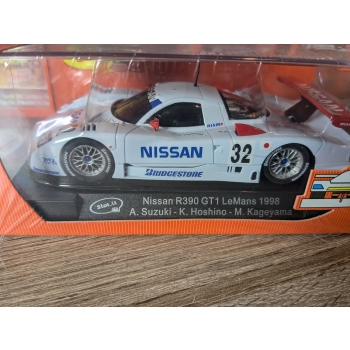 NISSAN
32
BRIDGESTONE
Slot.it
Nissan R390 GT1 LeMans 1998
A. Suzuki - K. Hoshino - M. Kageyama